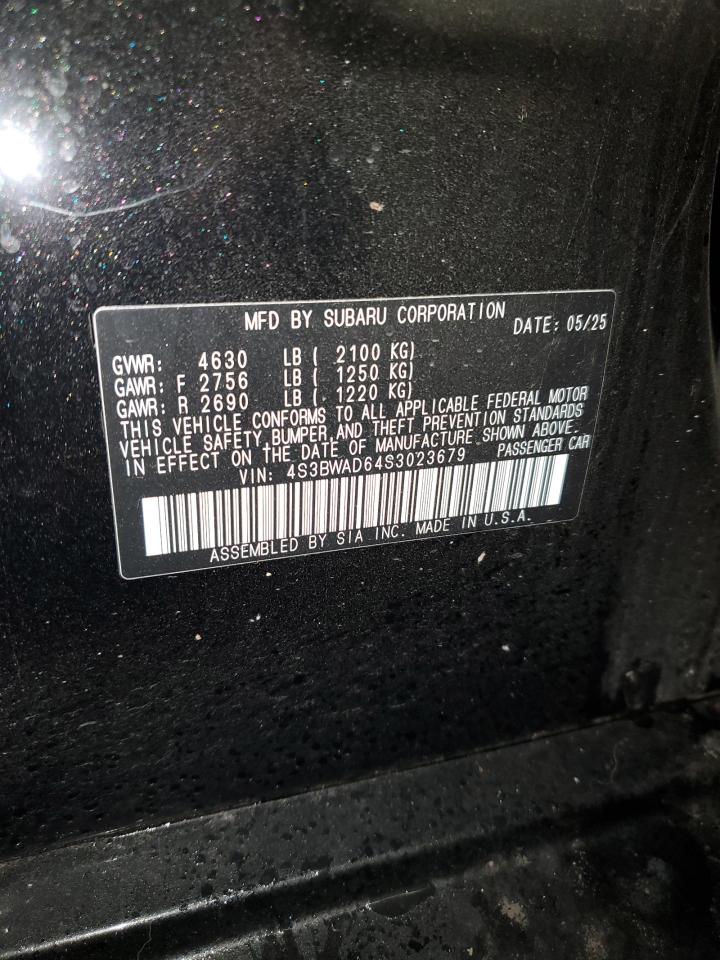 MFD BY SUBARU CORPORATION DATE: 05/25
GVWR: 4630 LB ( 2100 KG)
GAWR: F 2756 LB ( 1250 KG)
GAWR: R 2690 LB ( 1220 KG)
THIS VEHICLE CONFORMS TO ALL APPLICABLE FEDERAL MOTOR
VEHICLE SAFETY, BUMPER, AND THEFT PREVENTION STANDARDS
IN EFFECT ON THE DATE OF MANUFACTURE SHOWN ABOVE.
VIN: 4S3BWAD64S3023679 PASSENGER CAR
ASSEMBLED BY SIA INC. MADE IN U.S.A.